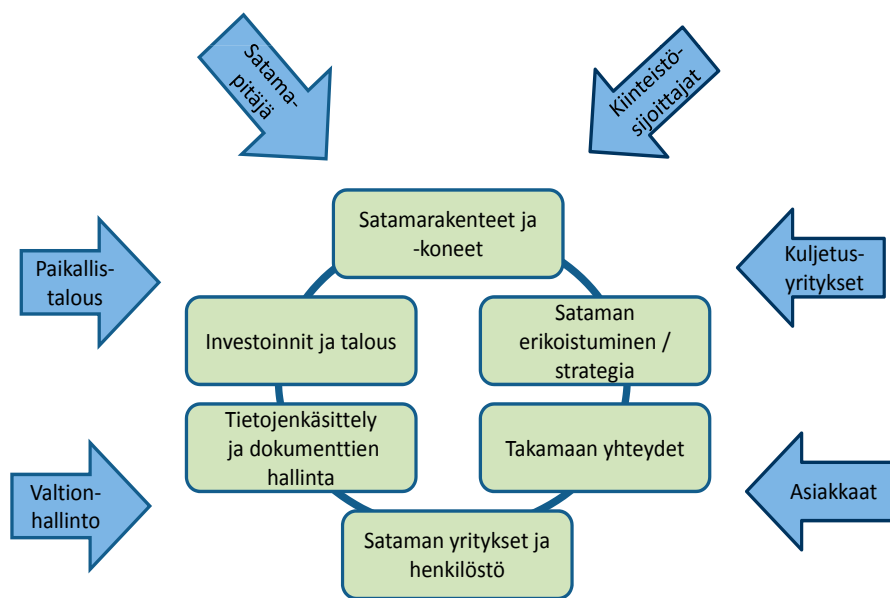 Satama-
pitäjä
Kiinteistö-
sijoittajat
Satamarakenteet ja
-koneet
Paikallis-
talous
Kuljetus-
yritykset
Investoinnit ja talous
Sataman
erikoistuminen /
strategia
Tietojenkäsittely
ja dokumenttien
hallinta
Takamaan yhteydet
Valtion-
hallinto
Asiakkaat
Sataman yritykset ja
henkilöstö